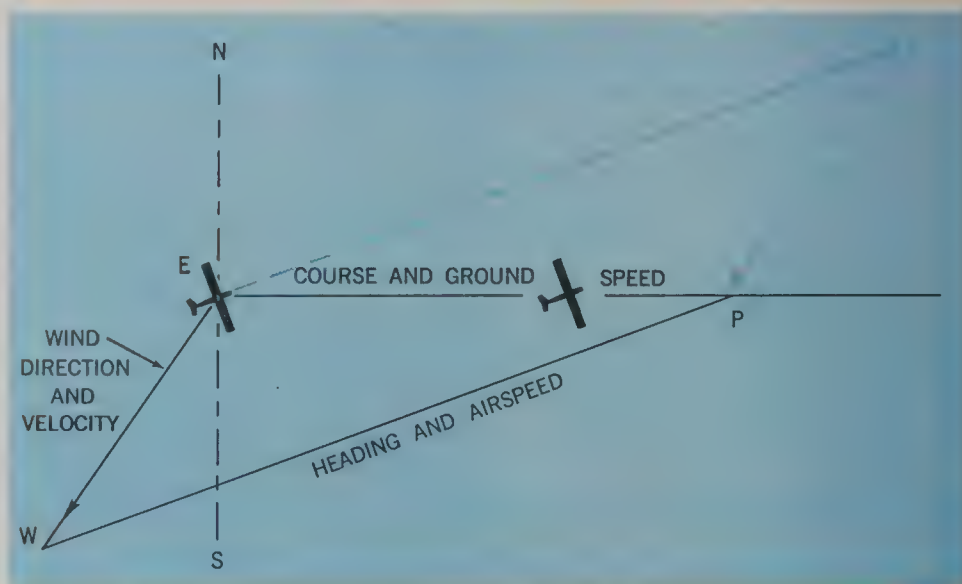 N
E
COURSE AND GROUND SPEED
P
WIND
DIRECTION
AND
VELOCITY
HEADING AND AIRSPEED
W
S